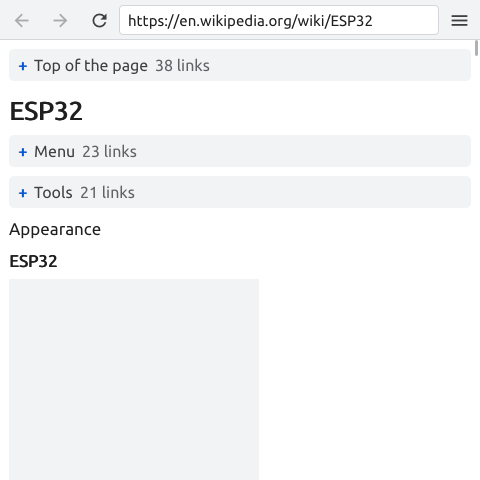 https://en.wikipedia.org/wiki/ESP32
+ Top of the page 38 links
ESP32
+ Menu 23 links
+ Tools 21 links
Appearance
ESP32